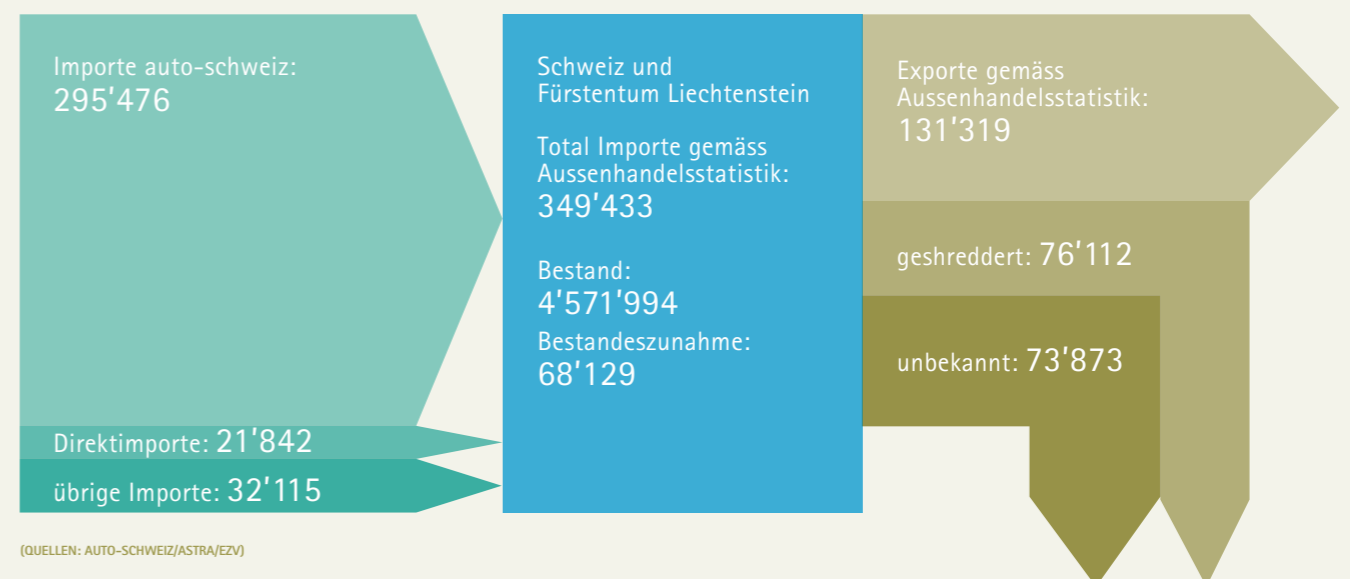 Importe auto-schweiz:
295'476
Direktimporte: 21'842
übrige Importe: 32'115
Schweiz und
Fürstentum Liechtenstein
Total Importe gemäss
Aussenhandelsstatistik:
349'433
Bestand:
4'571'994
Bestandeszunahme:
68'129
Exporte gemäss
Aussenhandelsstatistik:
131'319
geshreddert: 76'112
unbekannt: 73'873
(QUELLEN: AUTO-SCHWEIZ/ASTRA/EZV)